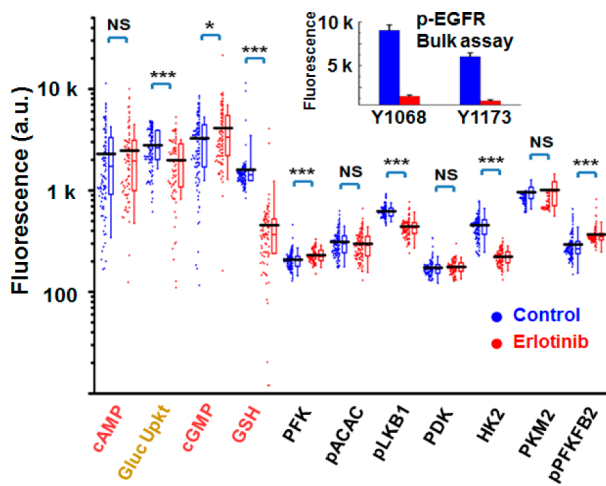 10 k
p-EGFR
Bulk assay
5 k
Fluorescence
Y1068 Y1173
NS
***
*
***
***
NS
***
NS
***
NS
***
10 k
1 k
100
Fluorescence (a.u.)
Control
Erlotinib
cAMP
Gluc Upkt
cGMP
GSH
PFK
pACAC
pLKB1
PDK
HK2
PKM2
pPFKFB2